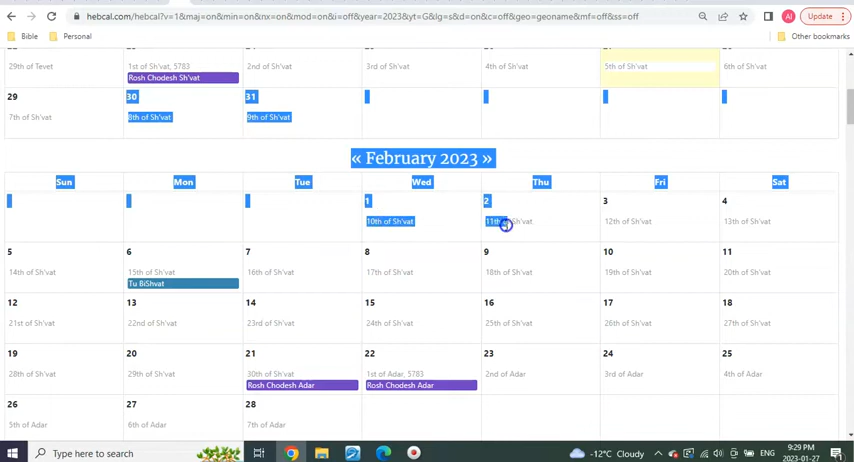 hebcal.com/hebcal?v=1&maj=on&min=on&nx=on&mod=on&i=off&year=2023&yt=G&lg=s&d=on&c=off&geo=geoname&mf=off&ss=off
AI
Update
Bible
Personal
Other bookmarks
29th of Tevet
1st of Sh'vat, 5783
2nd of Sh'vat
3rd of Sh'vat
4th of Sh'vat
5th of Sh'vat
6th of Sh'vat
Rosh Chodesh Sh'vat
29
30
31
7th of Sh'vat
8th of Sh'vat
9th of Sh'vat
« February 2023 »
Sun Mon Tue Wed Thu Fri Sat
1 2 3 4
10th of Sh'vat
11th of Sh'vat
12th of Sh'vat
13th of Sh'vat
5 6 7 8 9 10 11
14th of Sh'vat
15th of Sh'vat
16th of Sh'vat
17th of Sh'vat
18th of Sh'vat
19th of Sh'vat
20th of Sh'vat
Tu BiShvat
12 13 14 15 16 17 18
21st of Sh'vat
22nd of Sh'vat
23rd of Sh'vat
24th of Sh'vat
25th of Sh'vat
26th of Sh'vat
27th of Sh'vat
19 20 21 22 23 24 25
28th of Sh'vat
29th of Sh'vat
30th of Sh'vat
1st of Adar, 5783
2nd of Adar
3rd of Adar
4th of Adar
Rosh Chodesh Adar
Rosh Chodesh Adar
26 27 28
5th of Adar
6th of Adar
7th of Adar
Type here to search
-12°C Cloudy
ENG
9:29 PM
2023-01-27